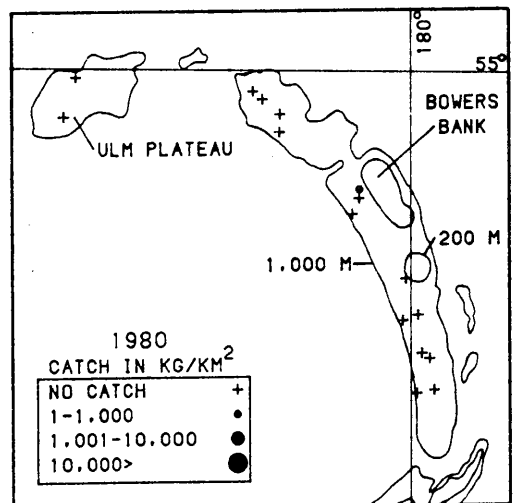 180°
55°
BOWERS
BANK
ULM PLATEAU
200 M
1,000 M
1980
CATCH IN KG/KM²
NO CATCH +
1-1,000
1,001-10,000
10,000>